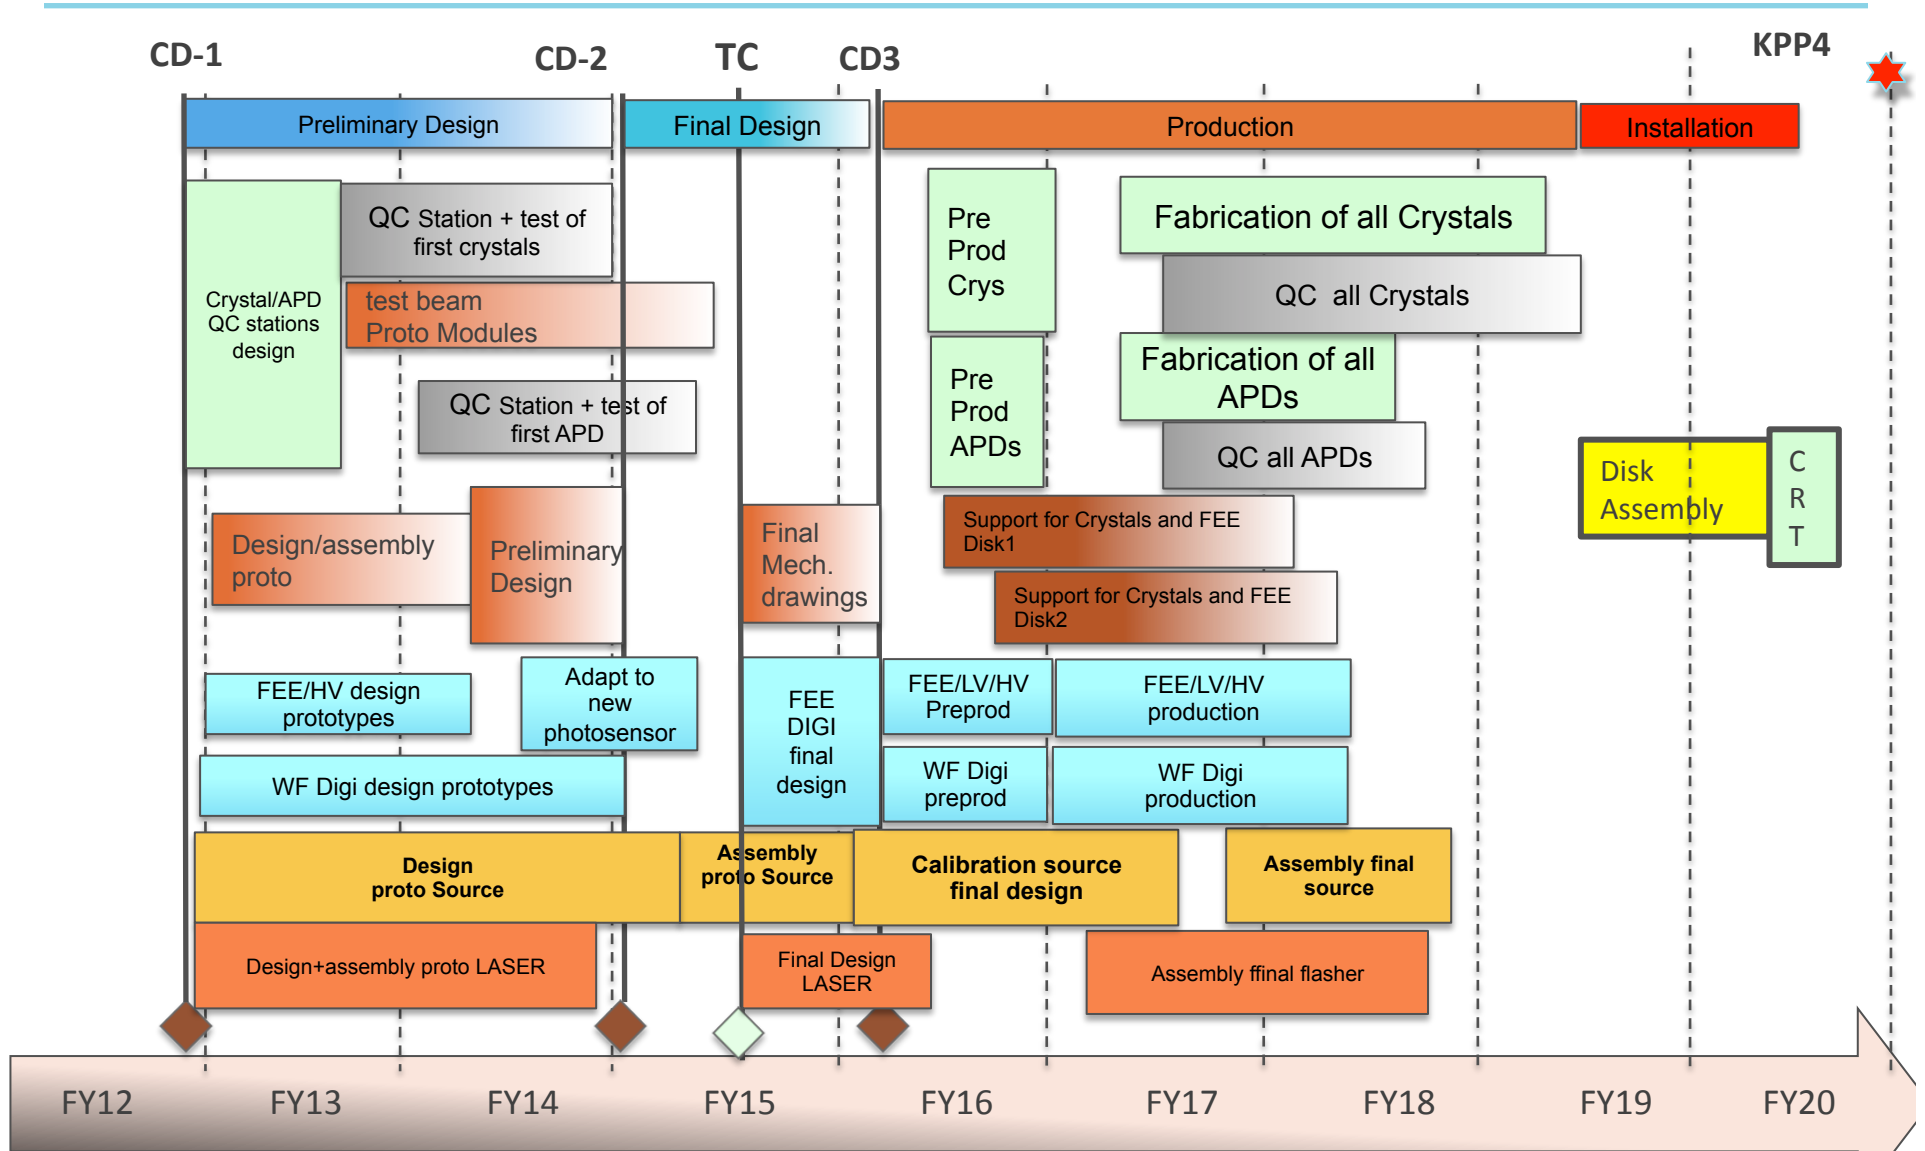 CD-1
CD-2
TC
CD3
KPP4
Preliminary Design
Final Design
Production
Installation
Crystal/APD
QC stations
design
QC Station + test of
first crystals
test beam
Proto Modules
QC Station + test of
first APD
Pre
Prod
Crys
Fabrication of all Crystals
QC all Crystals
Pre
Prod
APDs
Fabrication of all
APDs
QC all APDs
Disk
Assembly
C
R
T
Design/assembly
proto
Preliminary
Design
Final
Mech.
drawings
Support for Crystals and FEE
Disk1
Support for Crystals and FEE
Disk2
FEE/HV design
prototypes
Adapt to
new
photosensor
FEE
DIGI
final
design
FEE/LV/HV
Preprod
FEE/LV/HV
production
WF Digi design prototypes
WF Digi
preprod
WF Digi
production
Design
proto Source
Assembly
proto Source
Calibration source
final design
Assembly final
source
Design+assembly proto LASER
Final Design
LASER
Assembly ffinal flasher
FY12
FY13
FY14
FY15
FY16
FY17
FY18
FY19
FY20